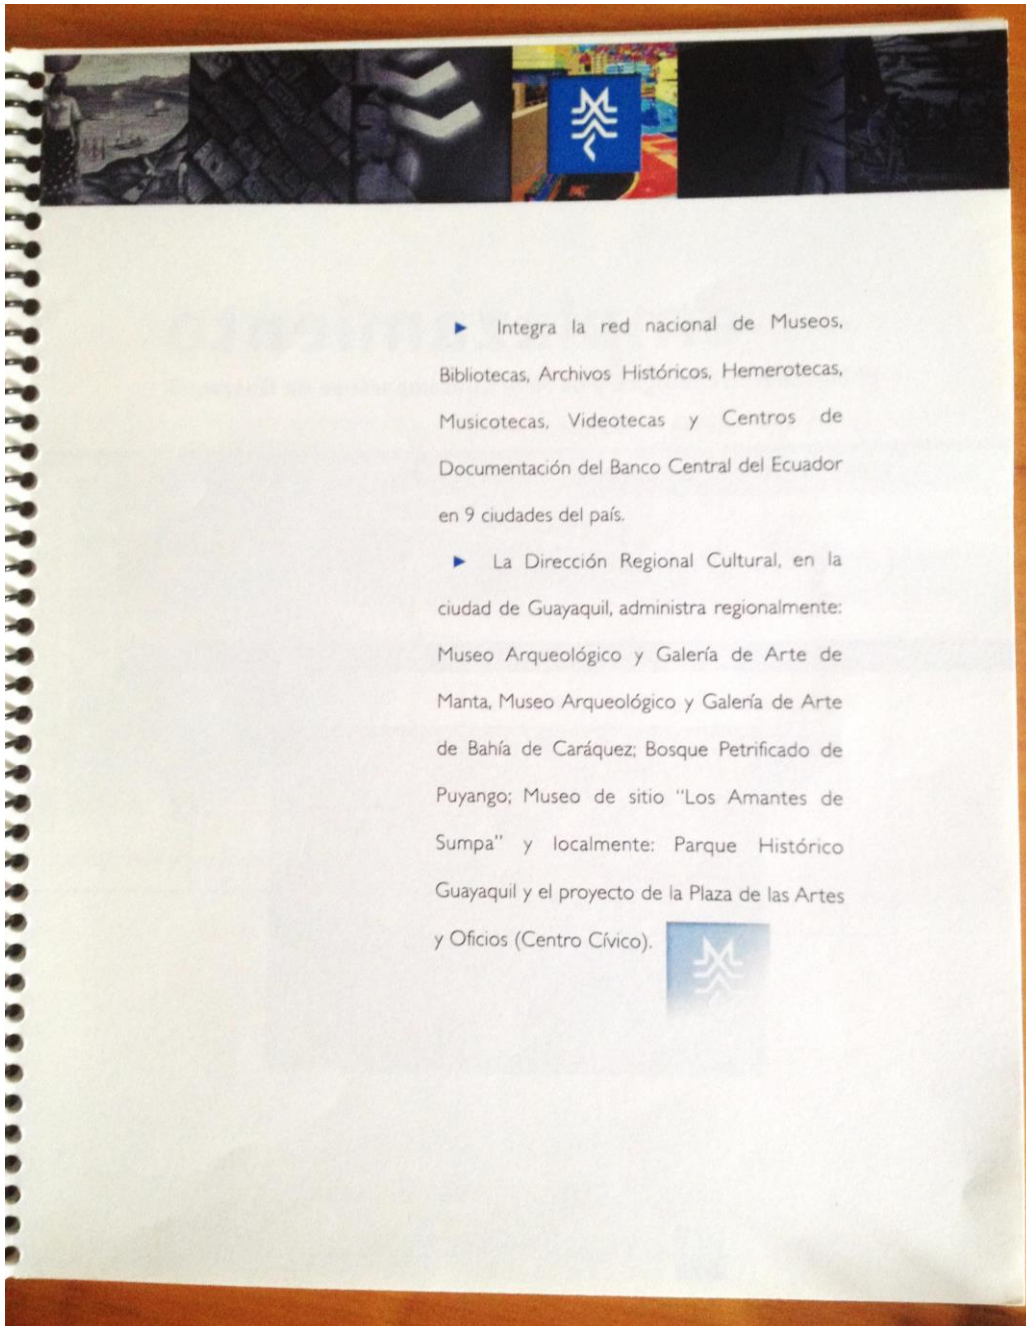 ► Integra la red nacional de Museos,
Bibliotecas, Archivos Históricos, Hemerotecas,
Musicotecas, Videotecas y Centros de
Documentación del Banco Central del Ecuador
en 9 ciudades del país.
► La Dirección Regional Cultural, en la
ciudad de Guayaquil, administra regionalmente:
Museo Arqueológico y Galería de Arte de
Manta, Museo Arqueológico y Galería de Arte
de Bahía de Caráquez; Bosque Petrificado de
Puyango; Museo de sitio "Los Amantes de
Sumpa" y localmente: Parque Histórico
Guayaquil y el proyecto de la Plaza de las Artes
y Oficios (Centro Cívico).